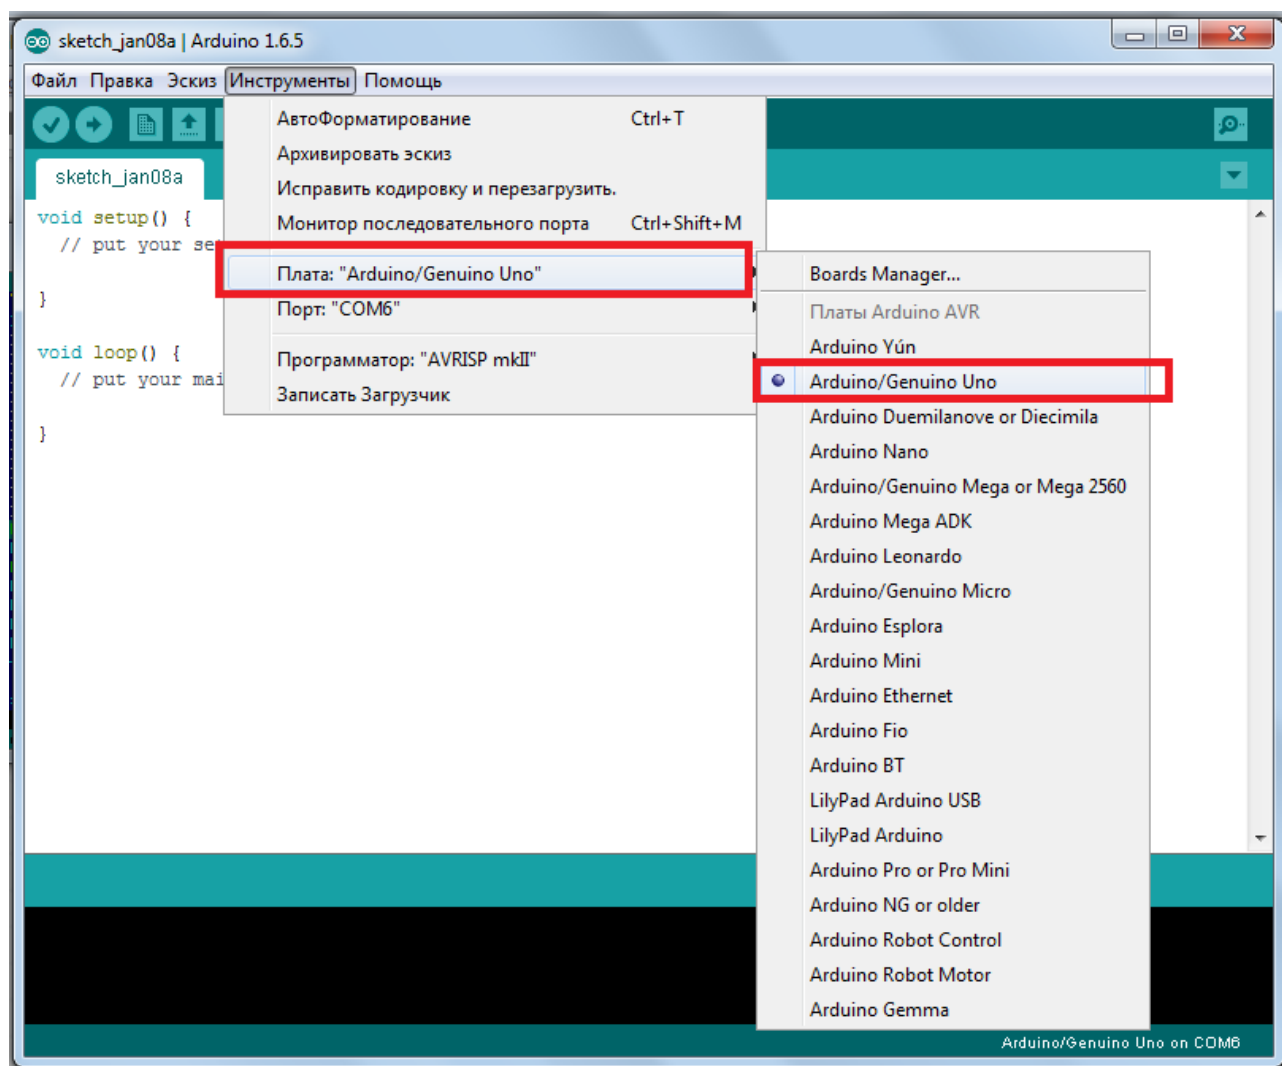 sketch_jan08a | Arduino 1.6.5
Файл Правка Эскиз Инструменты Помощь
АвтоФорматирование Ctrl+T
Архивировать эскиз
Исправить кодировку и перезагрузить.
Монитор последовательного порта Ctrl+Shift+M
Плата: "Arduino/Genuino Uno"
Порт: "COM6"
Программатор: "AVRISP mkII"
Записать Загрузчик
sketch_jan08a
void setup() {
// put your se
}
void loop() {
// put your mai
}
Boards Manager...
Платы Arduino AVR
Arduino Yún
Arduino/Genuino Uno
Arduino Duemilanove or Diecimila
Arduino Nano
Arduino/Genuino Mega or Mega 2560
Arduino Mega ADK
Arduino Leonardo
Arduino/Genuino Micro
Arduino Esplora
Arduino Mini
Arduino Ethernet
Arduino Fio
Arduino BT
LilyPad Arduino USB
LilyPad Arduino
Arduino Pro or Pro Mini
Arduino NG or older
Arduino Robot Control
Arduino Robot Motor
Arduino Gemma
Arduino/Genuino Uno on COM6